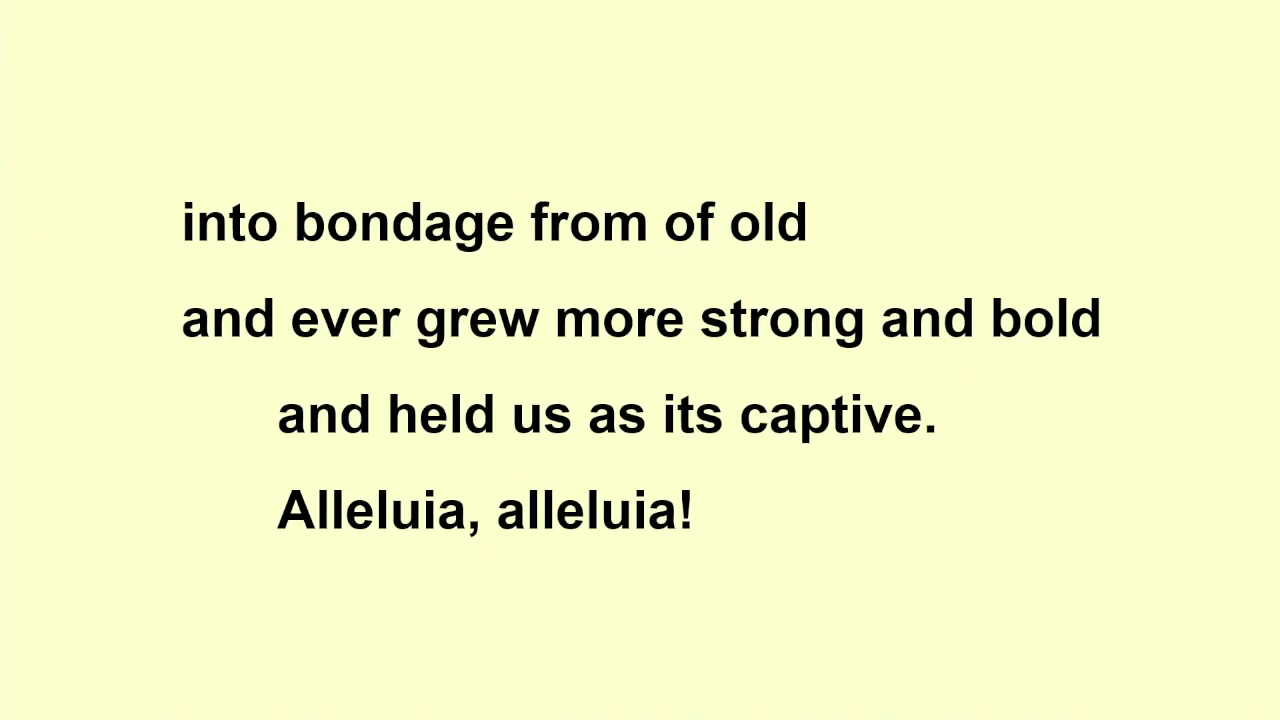 into bondage from of old
and ever grew more strong and bold
and held us as its captive.
Alleluia, alleluia!